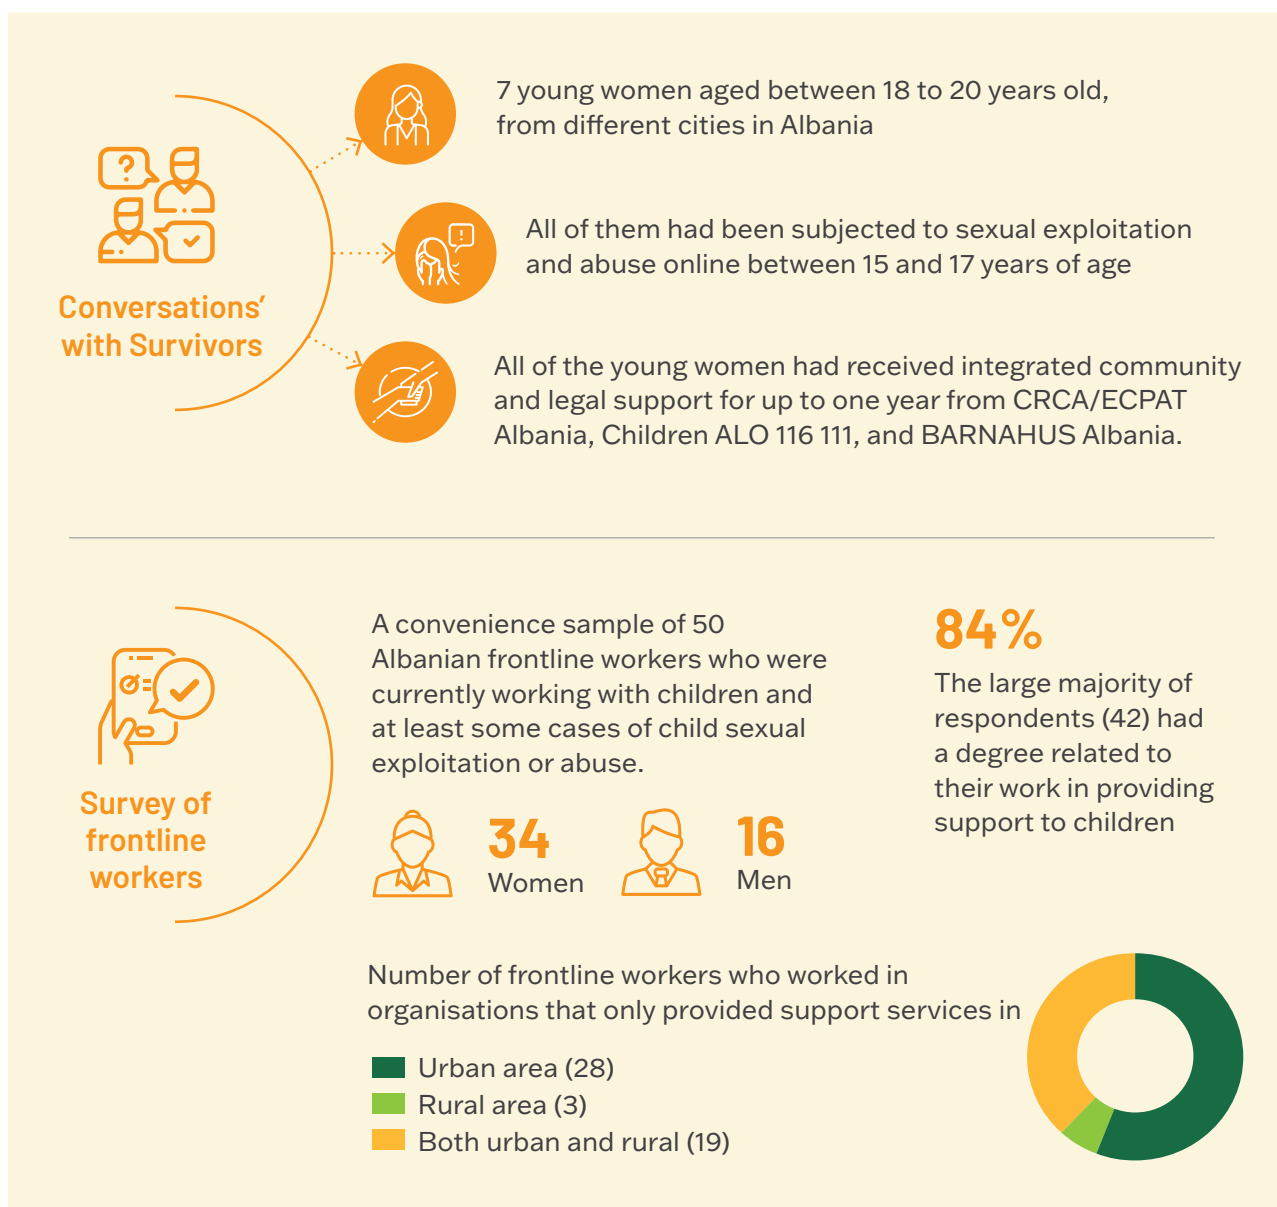 7 young women aged between 18 to 20 years old,
from different cities in Albania
All of them had been subjected to sexual exploitation
and abuse online between 15 and 17 years of age
Conversations’
with Survivors
All of the young women had received integrated community
and legal support for up to one year from CRCA/ECPAT
Albania, Children ALO 116 111, and BARNAHUS Albania.
Survey of
frontline
workers
A convenience sample of 50
Albanian frontline workers who were
currently working with children and
at least some cases of child sexual
exploitation or abuse.
34
Women
16
Men
84%
The large majority of
respondents (42) had
a degree related to
their work in providing
support to children
Number of frontline workers who worked in
organisations that only provided support services in
Urban area (28)
Rural area (3)
Both urban and rural (19)